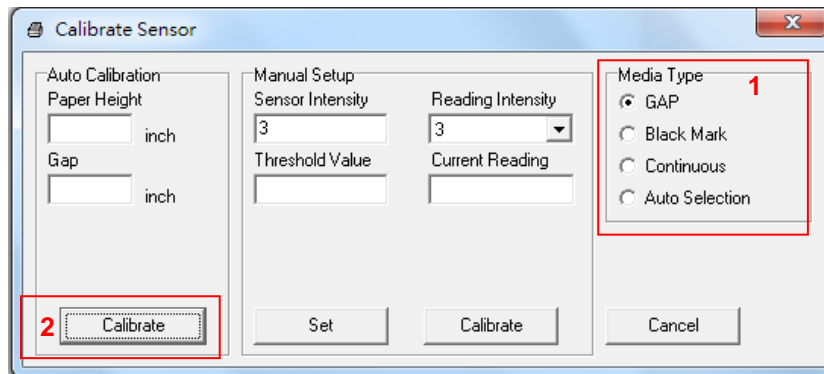 Calibrate Sensor
Auto Calibration
Paper Height
inch
Gap
inch
2
Calibrate
Manual Setup
Sensor Intensity
Reading Intensity
3
3
Threshold Value
Current Reading
Set
Calibrate
Media Type
1
GAP
Black Mark
Continuous
Auto Selection
Cancel